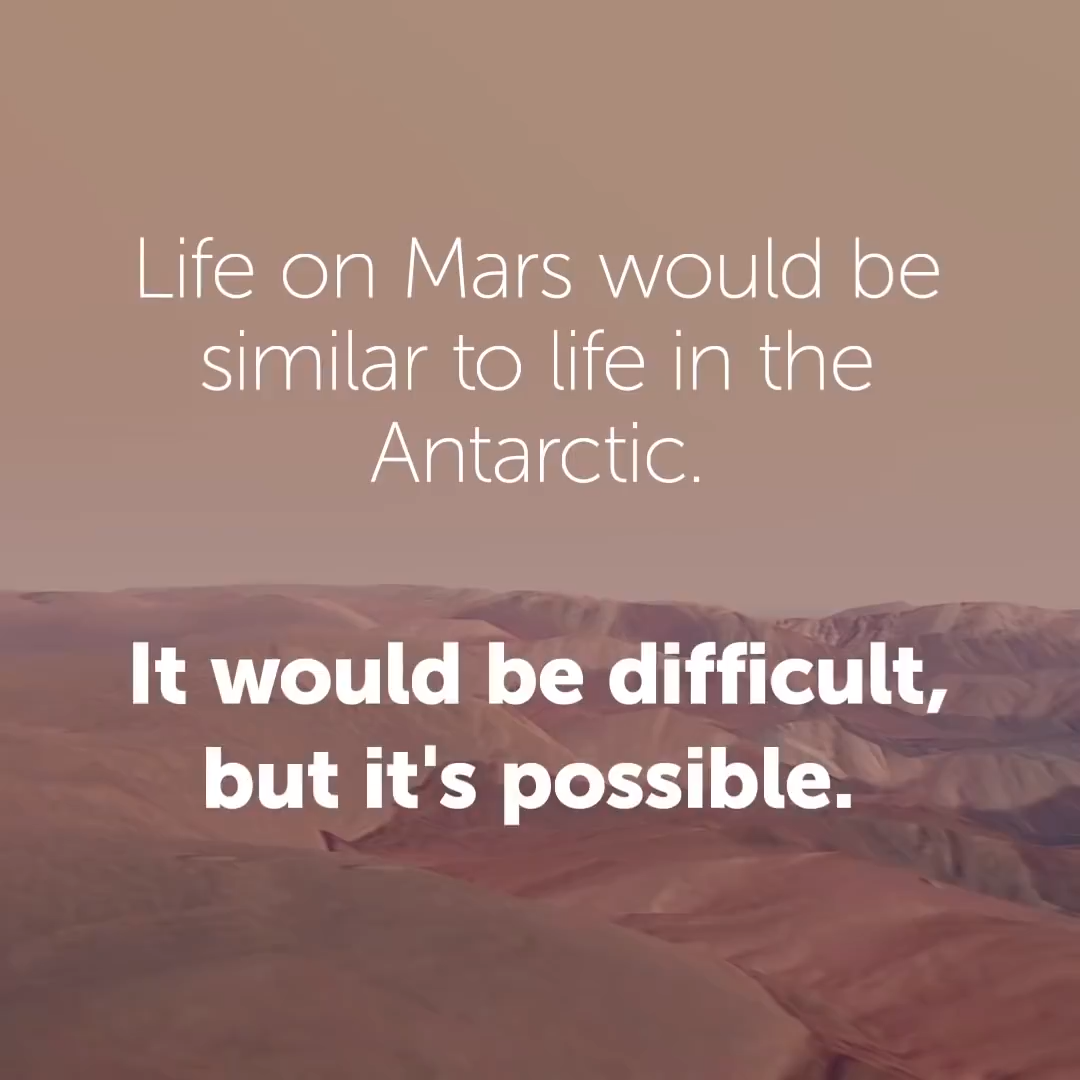 Life on Mars would be
similar to life in the
Antarctic.
It would be difficult,
but it's possible.